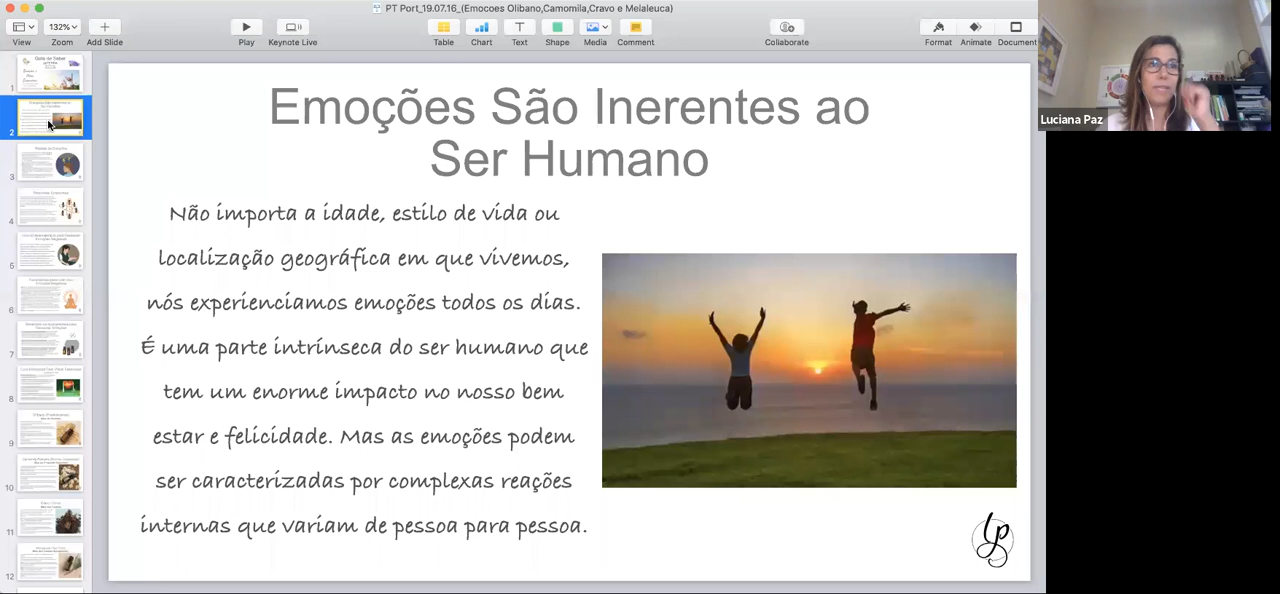 PT Port_19.07.16_(Emocoes Olibano,Camomila,Cravo e Melaleuca)
132%
View
Zoom
Add Slide
Play
Keynote Live
Table
Chart
Text
Shape
Media
Comment
Collaborate
Format
Animate
Document
Luciana Paz
1
2
3
4
5
6
7
8
9
10
11
12
Emoções São Inerentes ao
Ser Humano
Não importa a idade, estilo de vida ou
localização geográfica em que vivemos,
nós experienciamos emoções todos os dias.
É uma parte intrínseca do ser humano que
tem um enorme impacto no nosso bem
estar e felicidade. Mas as emoções podem
ser caracterizadas por complexas reações
internas que variam de pessoa para pessoa.
lp